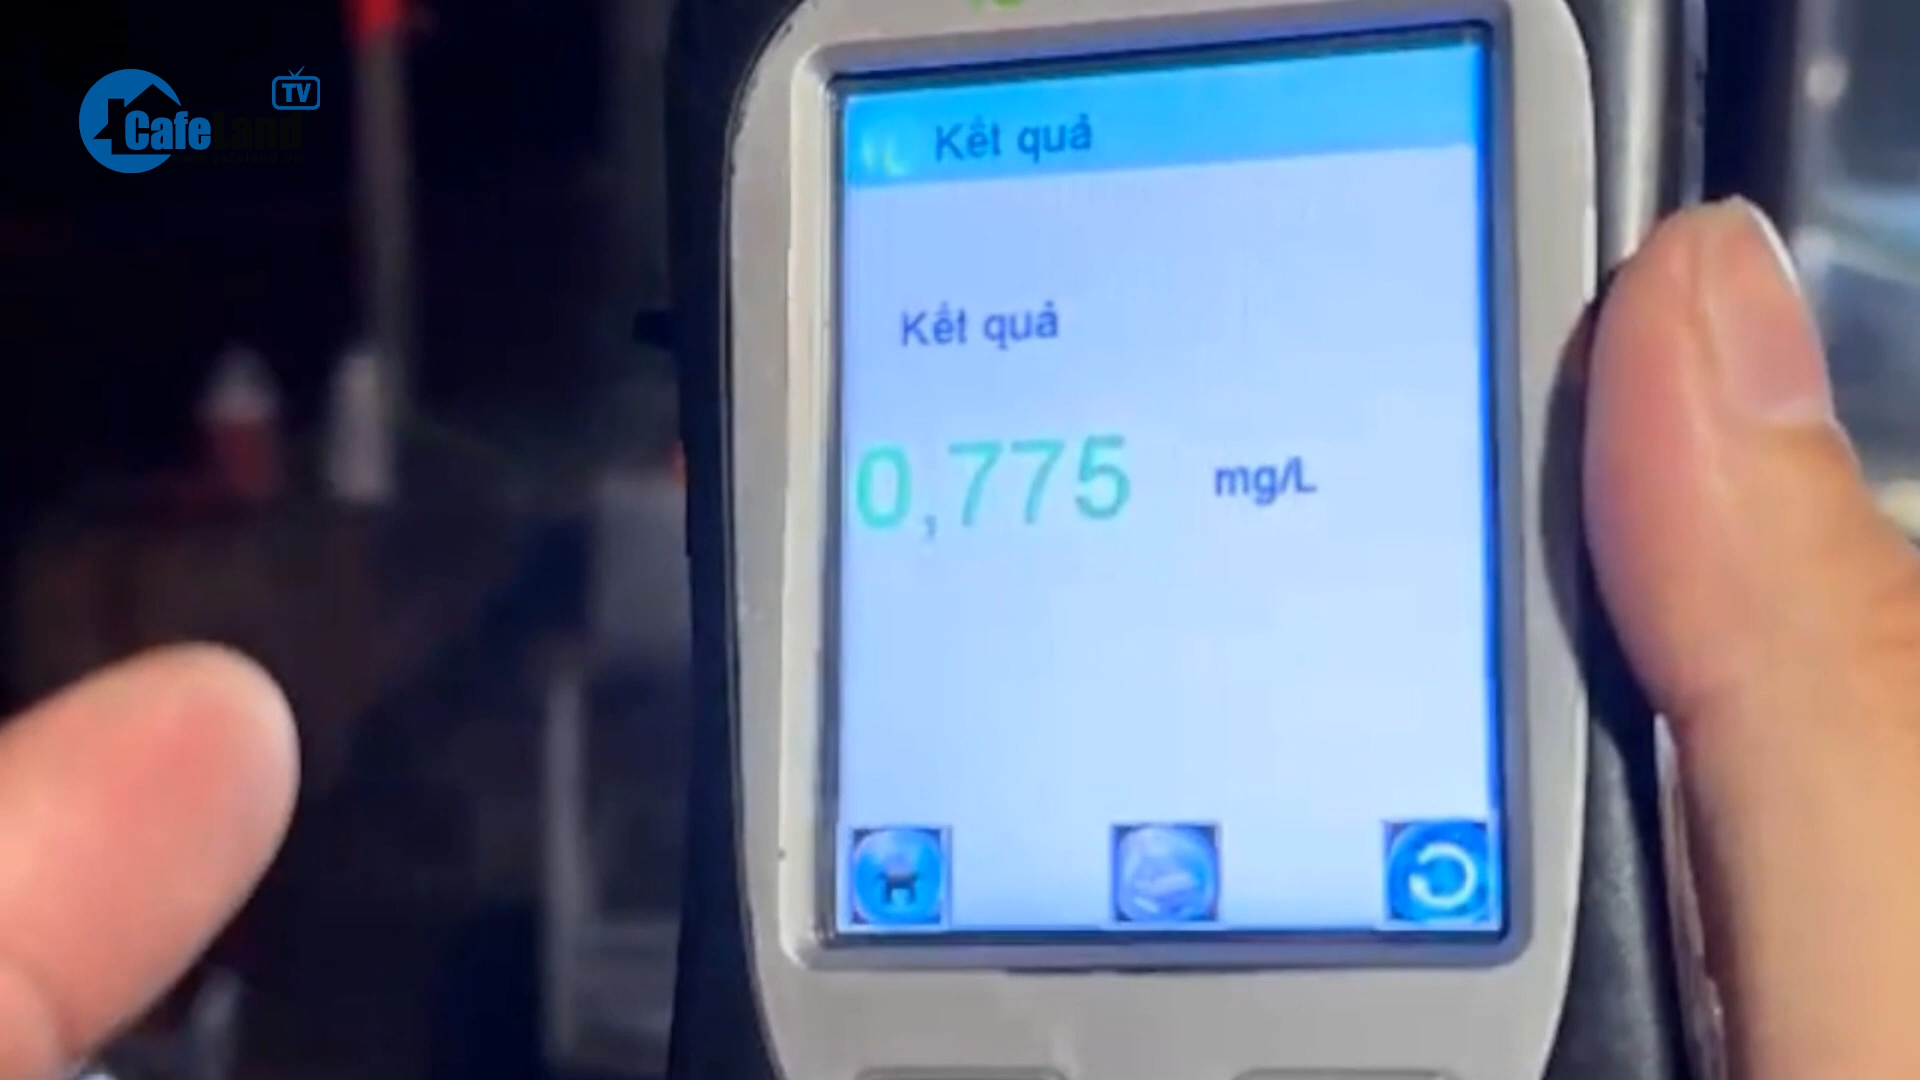 TV
CafeLand
Kết quả
Kết quả
0,775 mg/L